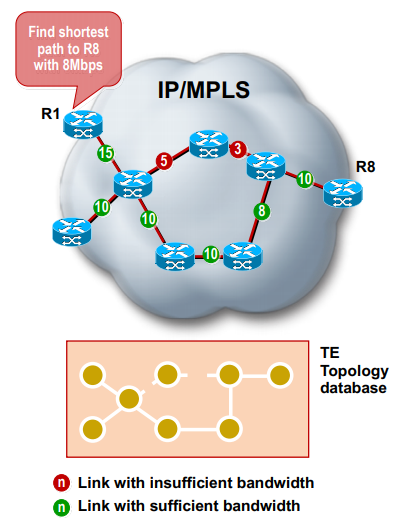 Find shortest
path to R8
with 8Mbps
IP/MPLS
R1
15
5
3
R8
10
10
10
8
10
TE
Topology
database
n Link with insufficient bandwidth
n Link with sufficient bandwidth